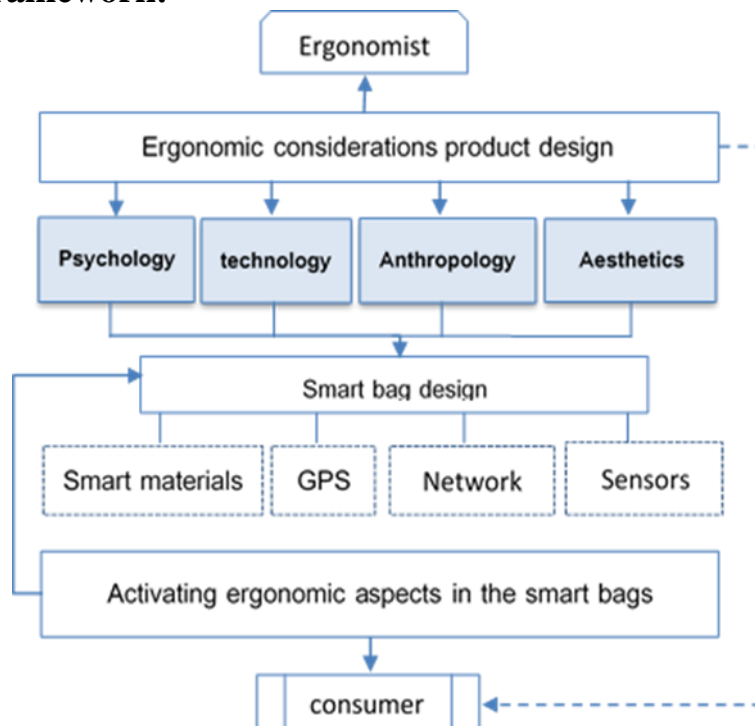 Ergonomist
Ergonomic considerations product design
Psychology technology Anthropology Aesthetics
Smart bag design
Smart materials GPS Network Sensors
Activating ergonomic aspects in the smart bags
consumer